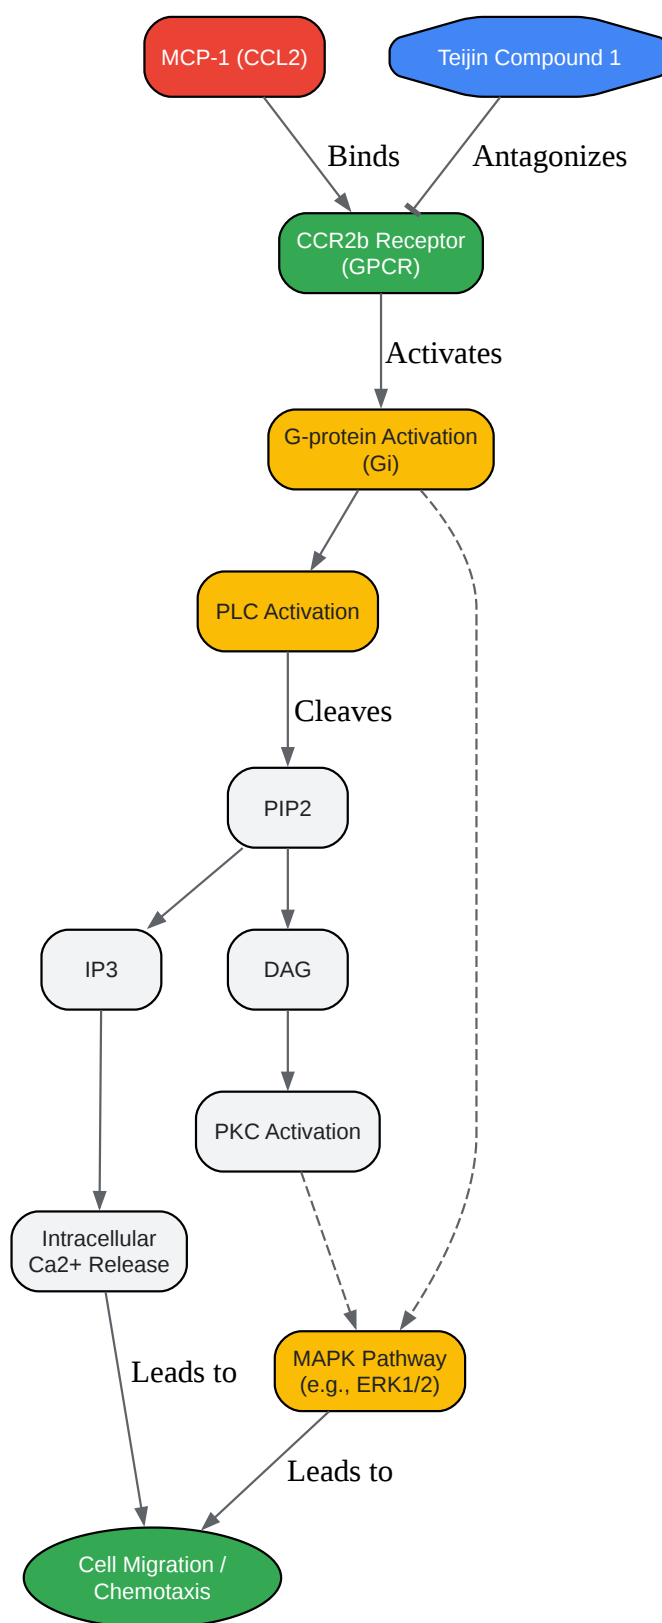 MCP-1 (CCL2)
Teijin Compound 1
Binds
Antagonizes
CCR2b Receptor
(GPCR)
Activates
G-protein Activation
(Gi)
PLC Activation
Cleaves
PIP2
IP3
DAG
PKC Activation
Intracellular
Ca2+ Release
MAPK Pathway
(e.g., ERK1/2)
Leads to
Leads to
Cell Migration /
Chemotaxis